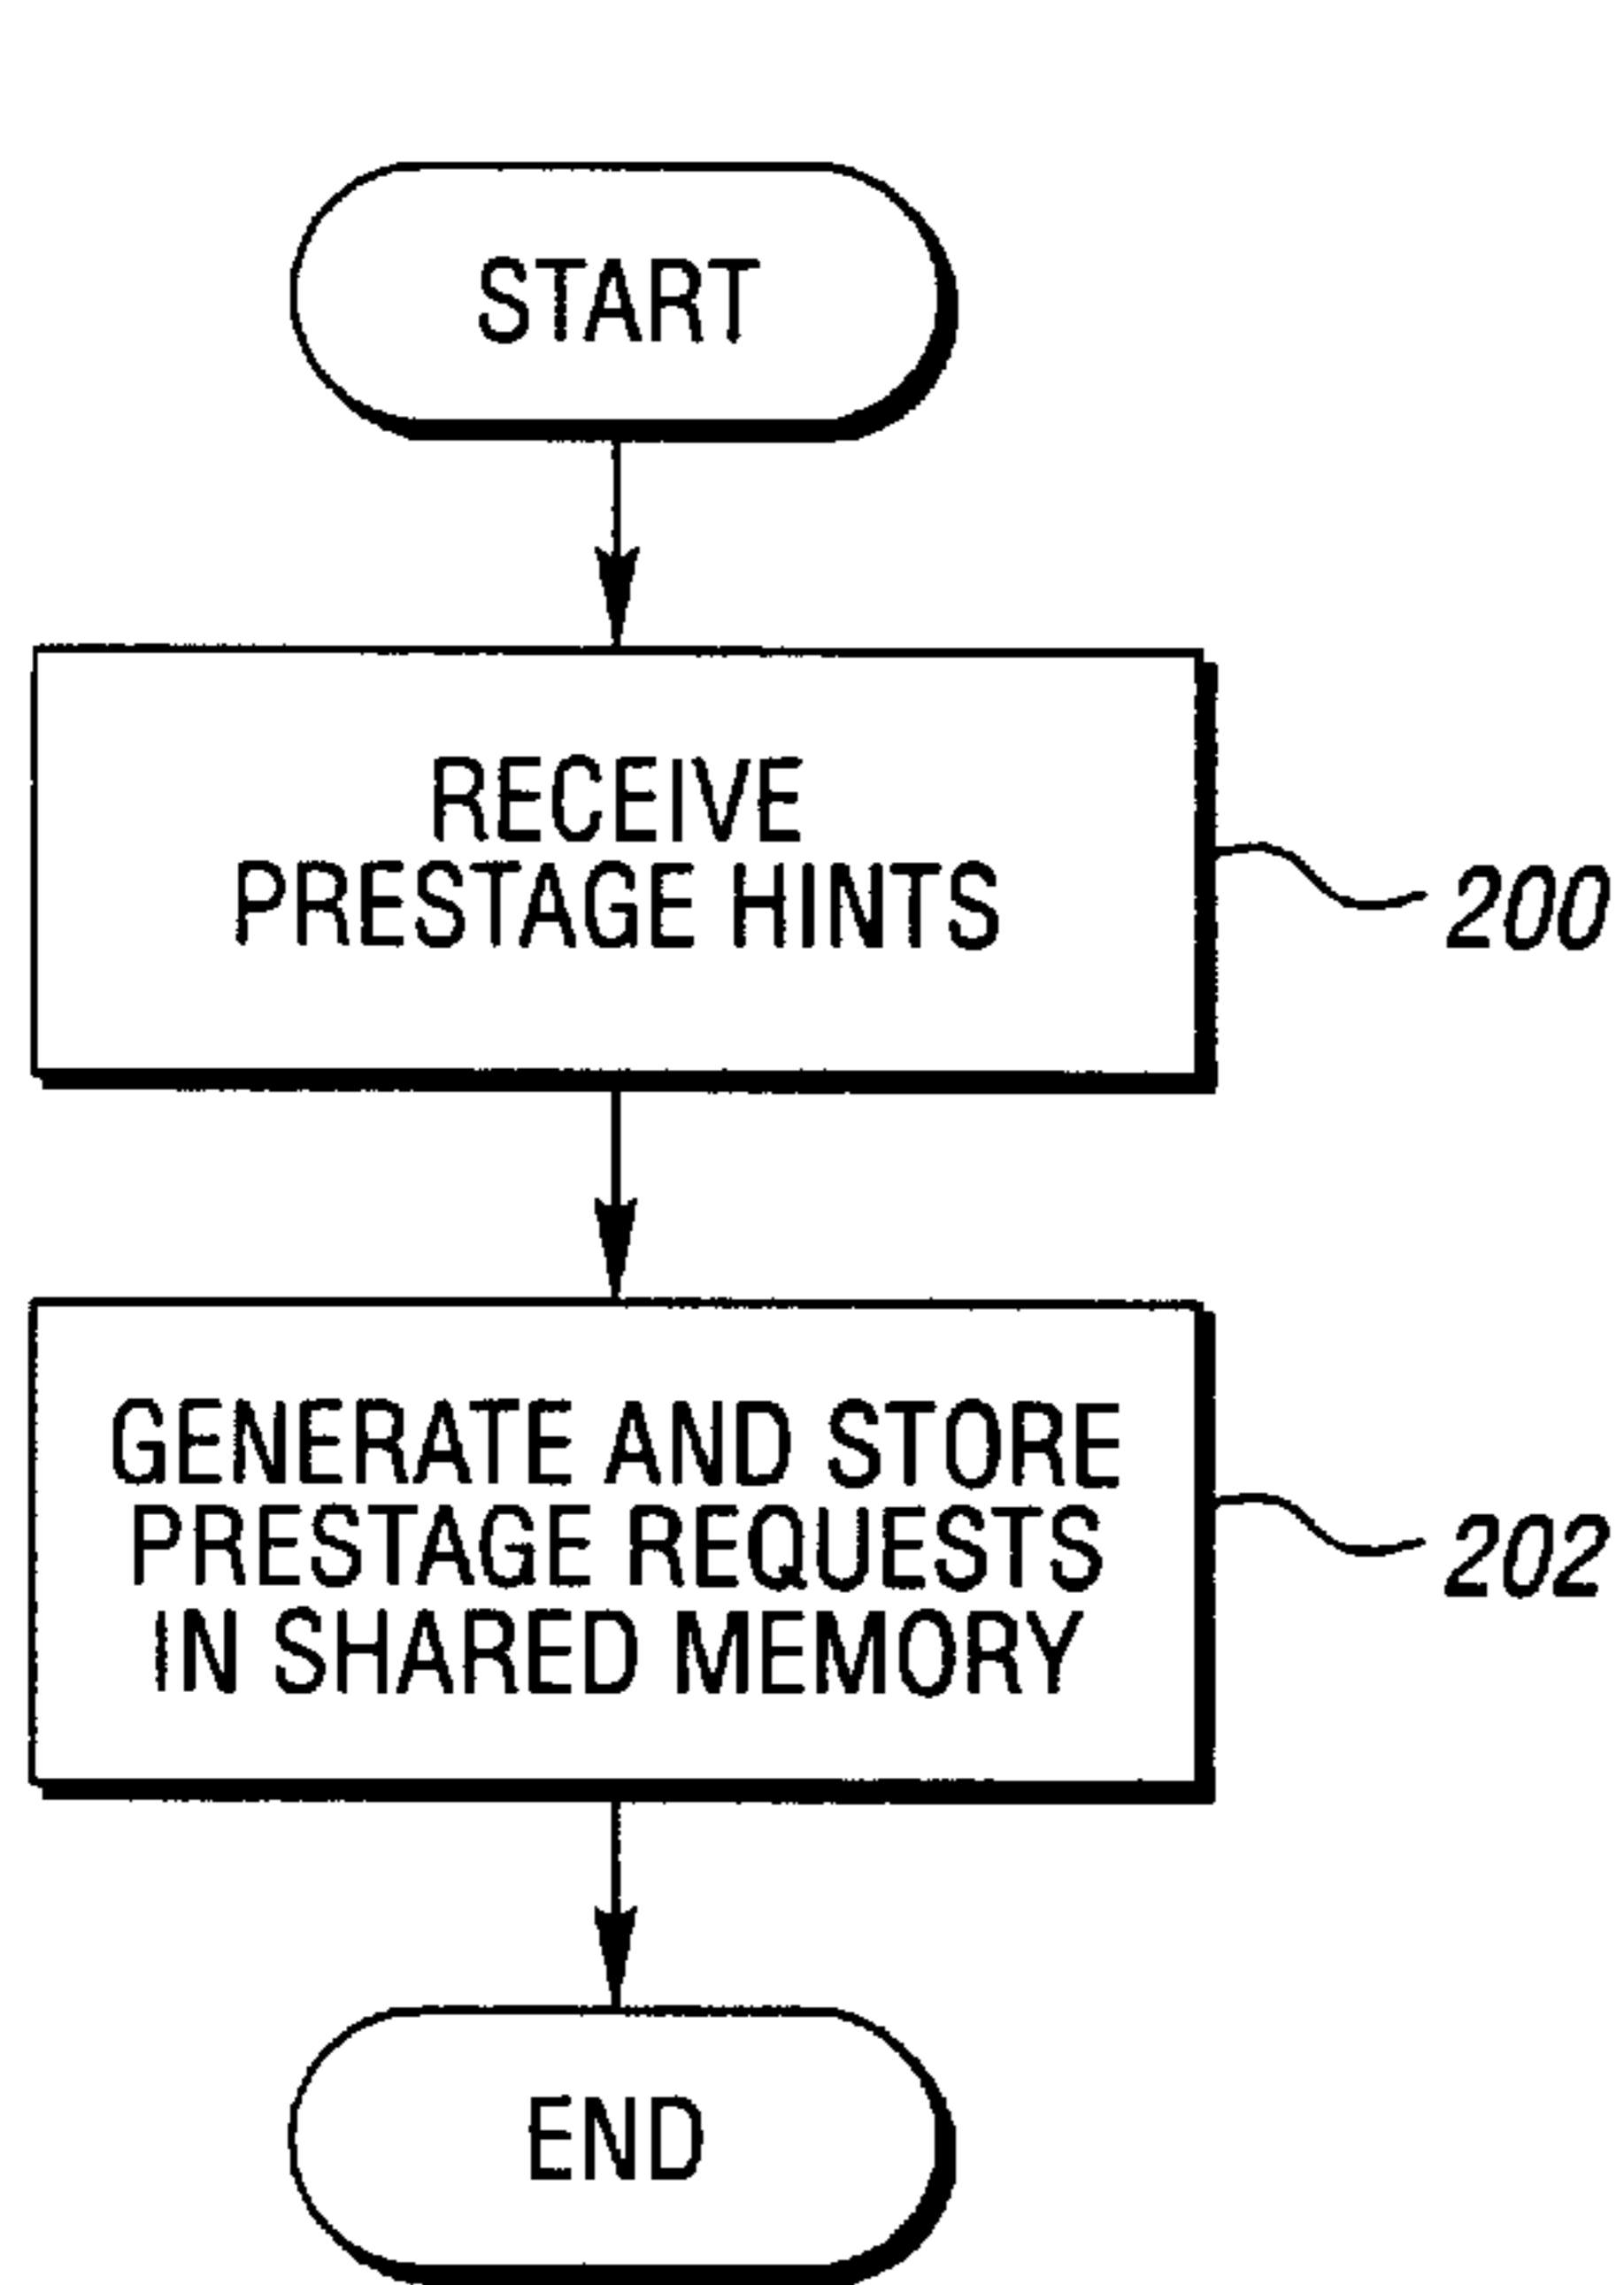 START
RECEIVE
PRESTAGE HINTS
200
GENERATE AND STORE
PRESTAGE REQUESTS
IN SHARED MEMORY
202
END